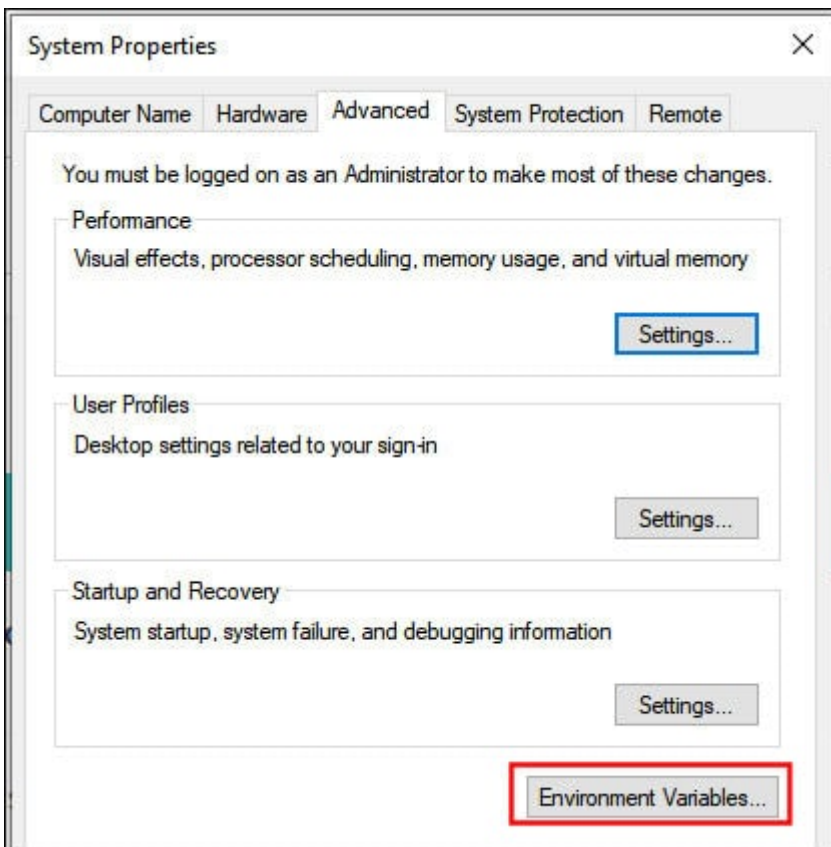 System Properties
Computer Name Hardware Advanced System Protection Remote
You must be logged on as an Administrator to make most of these changes.
Performance
Visual effects, processor scheduling, memory usage, and virtual memory
Settings...
User Profiles
Desktop settings related to your sign-in
Settings...
Startup and Recovery
System startup, system failure, and debugging information
Settings...
Environment Variables...